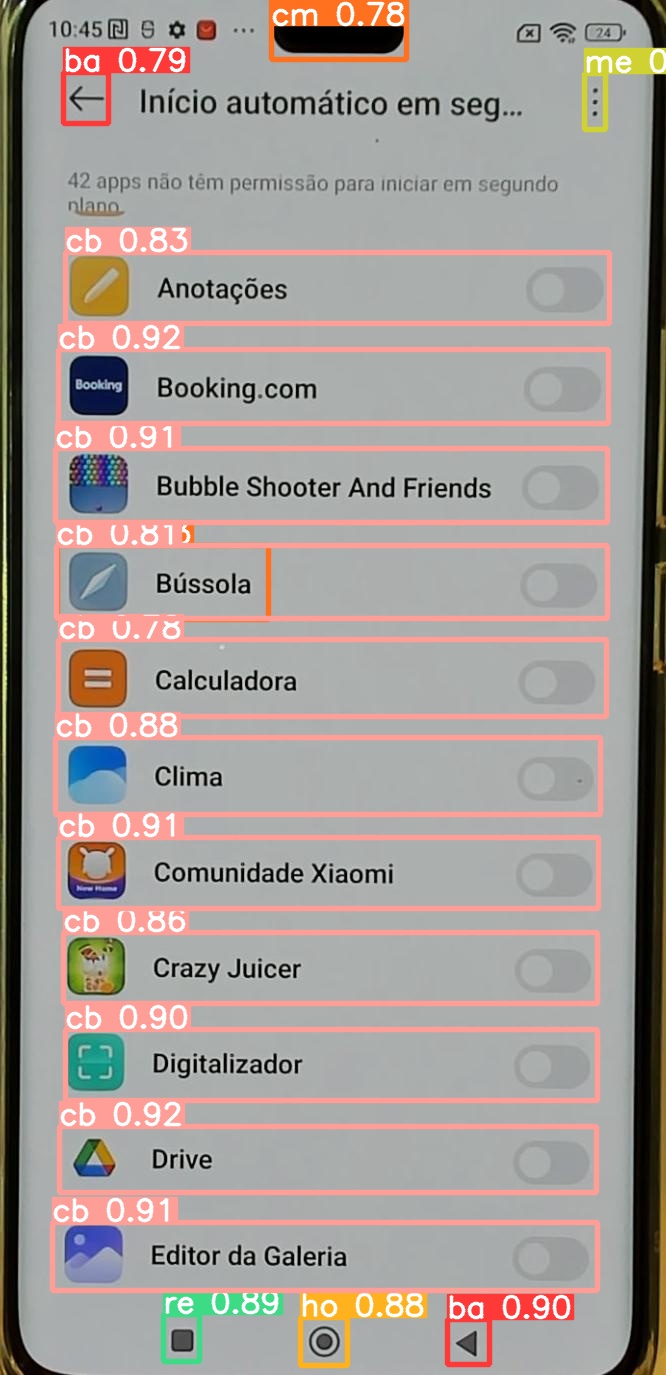 cm 0.78
10:45 24
ba 0.79
me 0
Início automático em seg...
42 apps não têm permissão para iniciar em segundo
plano.
cb 0.83
Anotações
cb 0.92
Booking
Booking.com
cb 0.91
Bubble Shooter And Friends
cb 0.81
Bússola
cb 0.78
Calculadora
cb 0.88
Clima
cb 0.91
New Home
Comunidade Xiaomi
cb 0.86
Crazy Juicer
cb 0.90
Digitalizador
cb 0.92
Drive
cb 0.91
Editor da Galeria
re 0.89 ho 0.88 ba 0.90